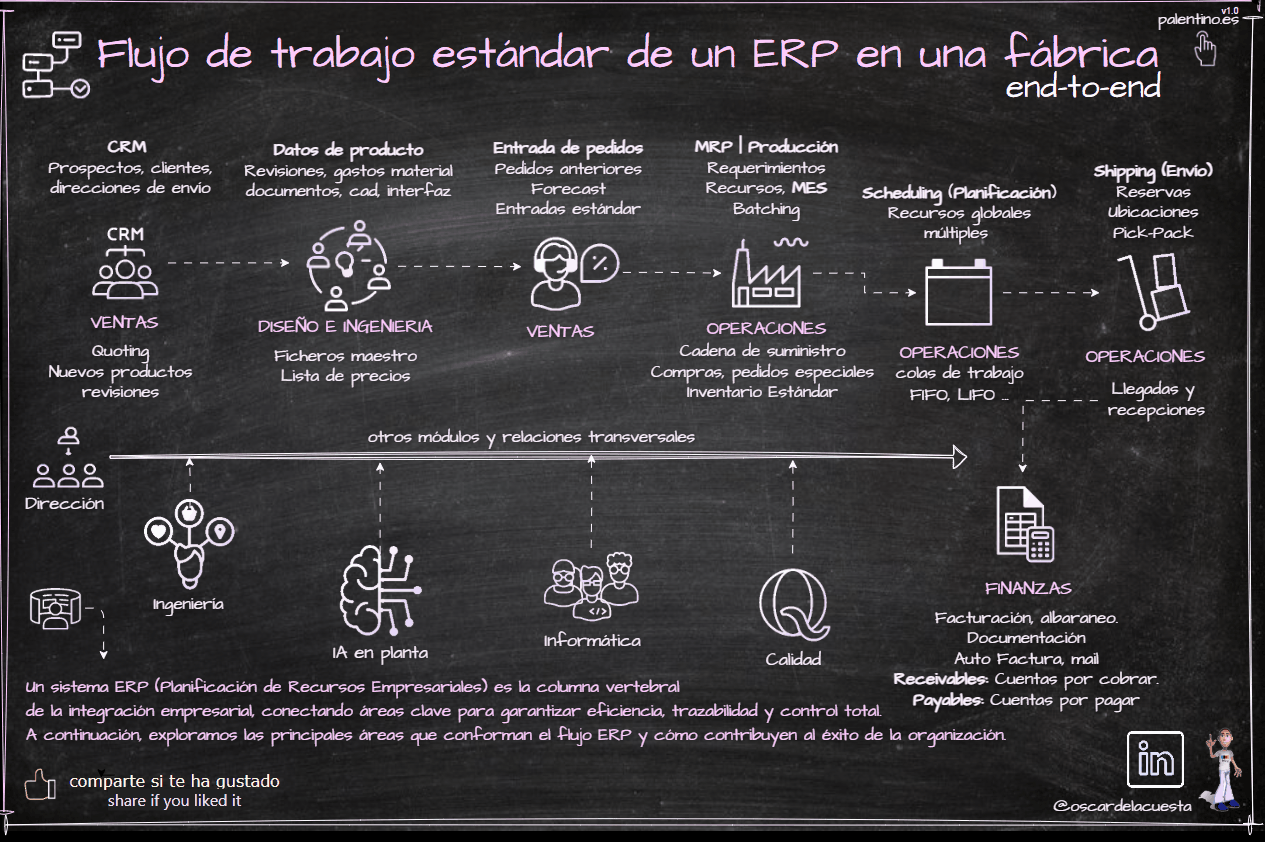 v1.0
palentino.es
Flujo de trabajo estándar de un ERP en una fábrica
end-to-end
CRM
Prospectos, clientes,
direcciones de envío
CRM
VENTAS
Quoting
Nuevos productos
revisiones
Datos de producto
Revisiones, gastos material
documentos, cad, interfaz
DISEÑO E INGENIERIA
Ficheros maestro
Lista de precios
Entrada de pedidos
Pedidos anteriores
Forecast
Entradas estándar
%
VENTAS
MRP | Producción
Requerimientos
Recursos, MES
Batching
OPERACIONES
Cadena de suministro
Compras, pedidos especiales
Inventario Estándar
Scheduling (Planificación)
Recursos globales
múltiples
OPERACIONES
colas de trabajo
FIFO, LIFO ...
Shipping (Envío)
Reservas
Ubicaciones
Pick-Pack
OPERACIONES
Llegadas y
recepciones
otros módulos y relaciones transversales
Dirección
Ingeniería
IA en planta
</>
Informática
Q
Calidad
FINANZAS
Facturación, albaraneo.
Documentación
Auto Factura, mail
Receivables: Cuentas por cobrar.
Payables: Cuentas por pagar
Un sistema ERP (Planificación de Recursos Empresariales) es la columna vertebral
de la integración empresarial, conectando áreas clave para garantizar eficiencia, trazabilidad y control total.
A continuación, exploramos las principales áreas que conforman el flujo ERP y cómo contribuyen al éxito de la organización.
comparte si te ha gustado
share if you liked it
in
@oscardelacuesta